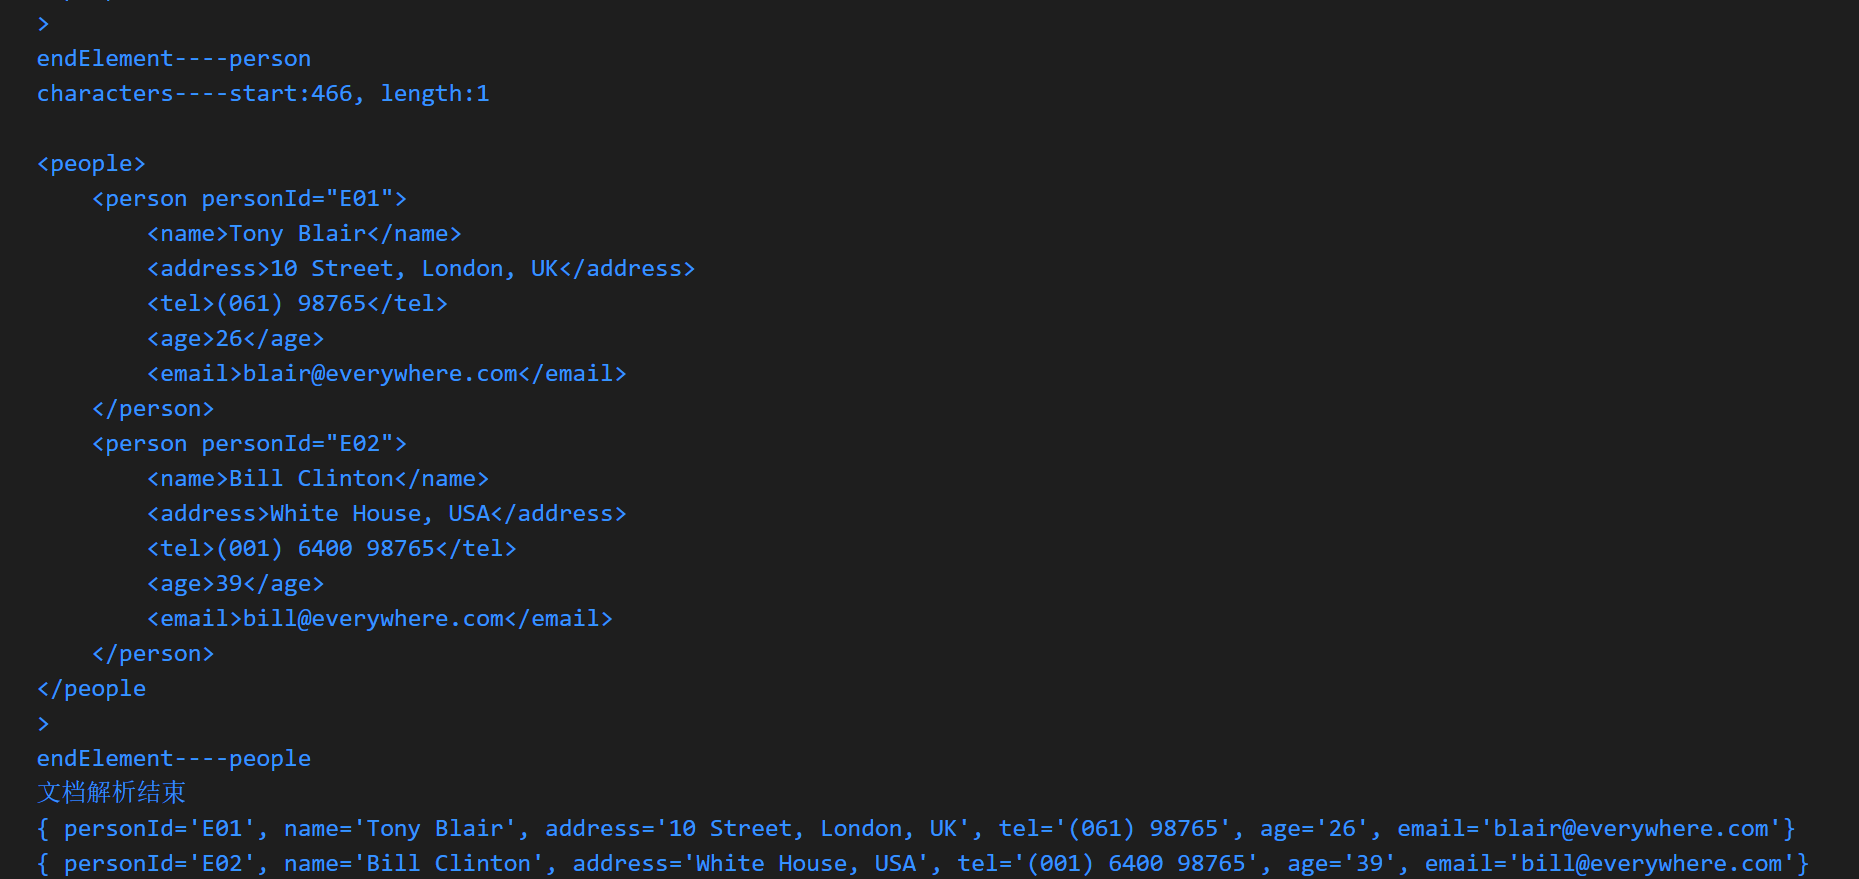 >
endElement----person
characters----start:466, length:1
<people>
    <person personId="E01">
        <name>Tony Blair</name>
        <address>10 Street, London, UK</address>
        <tel>(061) 98765</tel>
        <age>26</age>
        <email>blair@everywhere.com</email>
    </person>
    <person personId="E02">
        <name>Bill Clinton</name>
        <address>White House, USA</address>
        <tel>(001) 6400 98765</tel>
        <age>39</age>
        <email>bill@everywhere.com</email>
    </person>
</people
>
endElement----people
文档解析结束
{ personId='E01', name='Tony Blair', address='10 Street, London, UK', tel='(061) 98765', age='26', email='blair@everywhere.com'}
{ personId='E02', name='Bill Clinton', address='White House, USA', tel='(001) 6400 98765', age='39', email='bill@everywhere.com'}